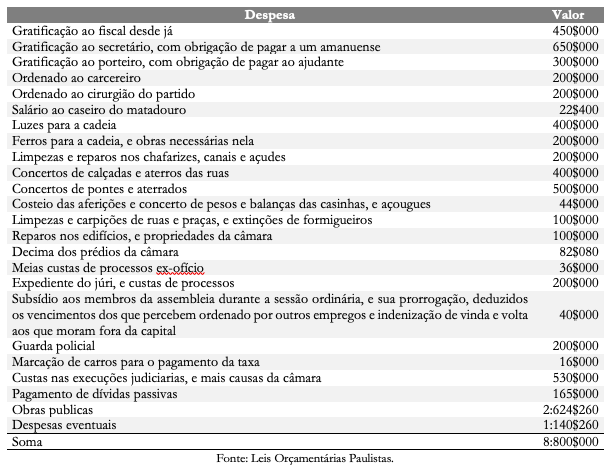 Despesa Valor
Gratificação ao fiscal desde já 450$000
Gratificação ao secretário, com obrigação de pagar a um amanuense 650$000
Gratificação ao porteiro, com obrigação de pagar ao ajudante 300$000
Ordenado ao carcereiro 200$000
Ordenado ao cirurgião do partido 200$000
Salário ao caseiro do matadouro 22$400
Luzes para a cadeia 400$000
Ferros para a cadeia, e obras necessárias nela 200$000
Limpezas e reparos nos chafarizes, canais e açudes 200$000
Concertos de calçadas e aterros das ruas 400$000
Concertos de pontes e aterrados 500$000
Costeio das aferições e concerto de pesos e balanças das casinhas, e açougues 44$000
Limpezas e carpições de ruas e praças, e extinções de formigueiros 100$000
Reparos nos edifícios, e propriedades da câmara 100$000
Decima dos prédios da câmara 82$080
Meias custas de processos ex-ofício 36$000
Expediente do júri, e custas de processos 200$000
Subsídio aos membros da assembleia durante a sessão ordinária, e sua prorrogação, deduzidos
os vencimentos dos que percebem ordenado por outros empregos e indenização de vinda e volta 40$000
aos que moram fora da capital
Guarda policial 200$000
Marcação de carros para o pagamento da taxa 16$000
Custas nas execuções judiciarias, e mais causas da câmara 530$000
Pagamento de dívidas passivas 165$000
Obras publicas 2:624$260
Despesas eventuais 1:140$260
Soma 8:800$000
Fonte: Leis Orçamentárias Paulistas.